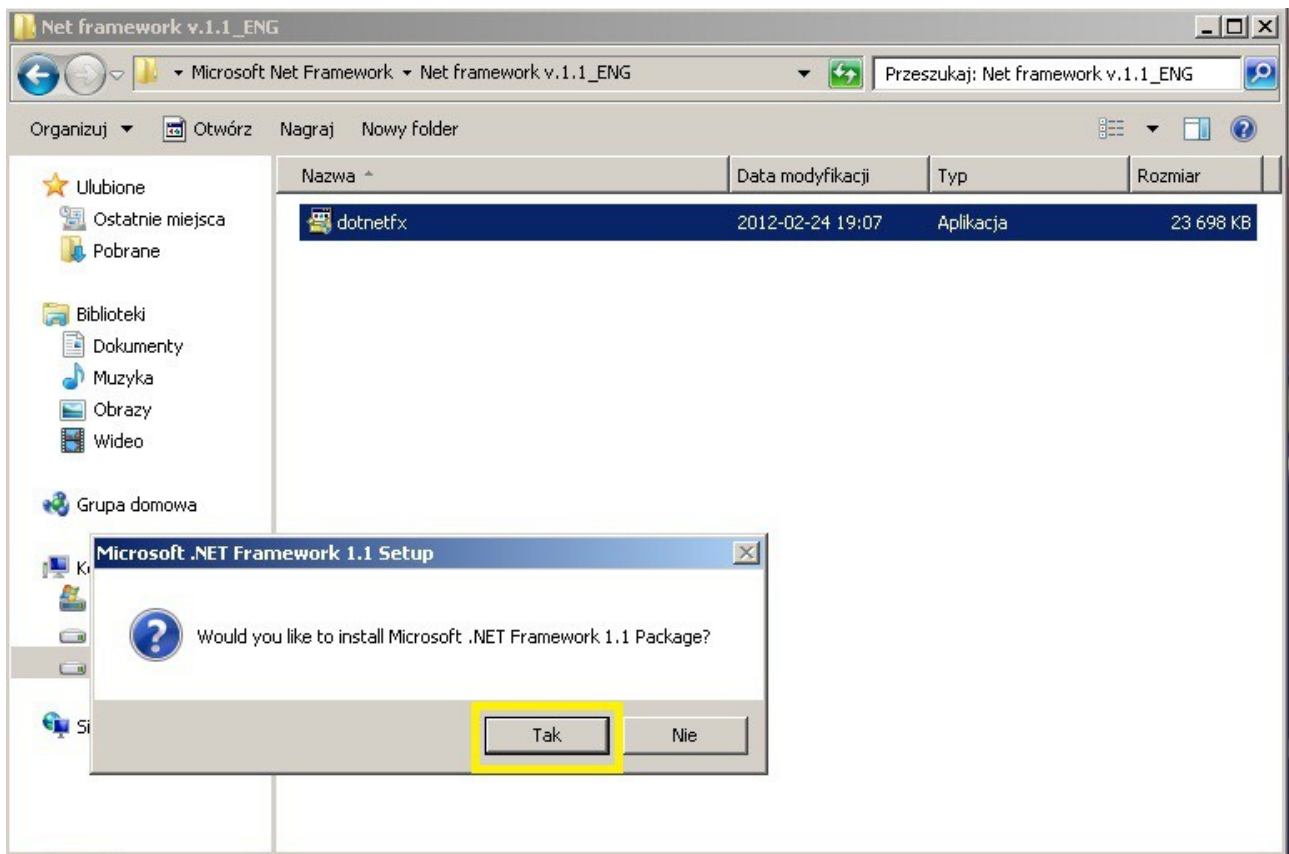 Net framework v.1.1_ENG
Microsoft Net Framework Net framework v.1.1_ENG Przeszukaj: Net framework v.1.1_ENG
Organizuj Otwórz Nagraj Nowy folder
Nazwa Data modyfikacji Typ Rozmiar
Ulubione
Ostatnie miejsca
Pobrane
dotnetfx 2012-02-24 19:07 Aplikacja 23 698 KB
Biblioteki
Dokumenty
Muzyka
Obrazy
Wideo
Grupa domowa
Microsoft .NET Framework 1.1 Setup
Would you like to install Microsoft .NET Framework 1.1 Package?
Tak Nie